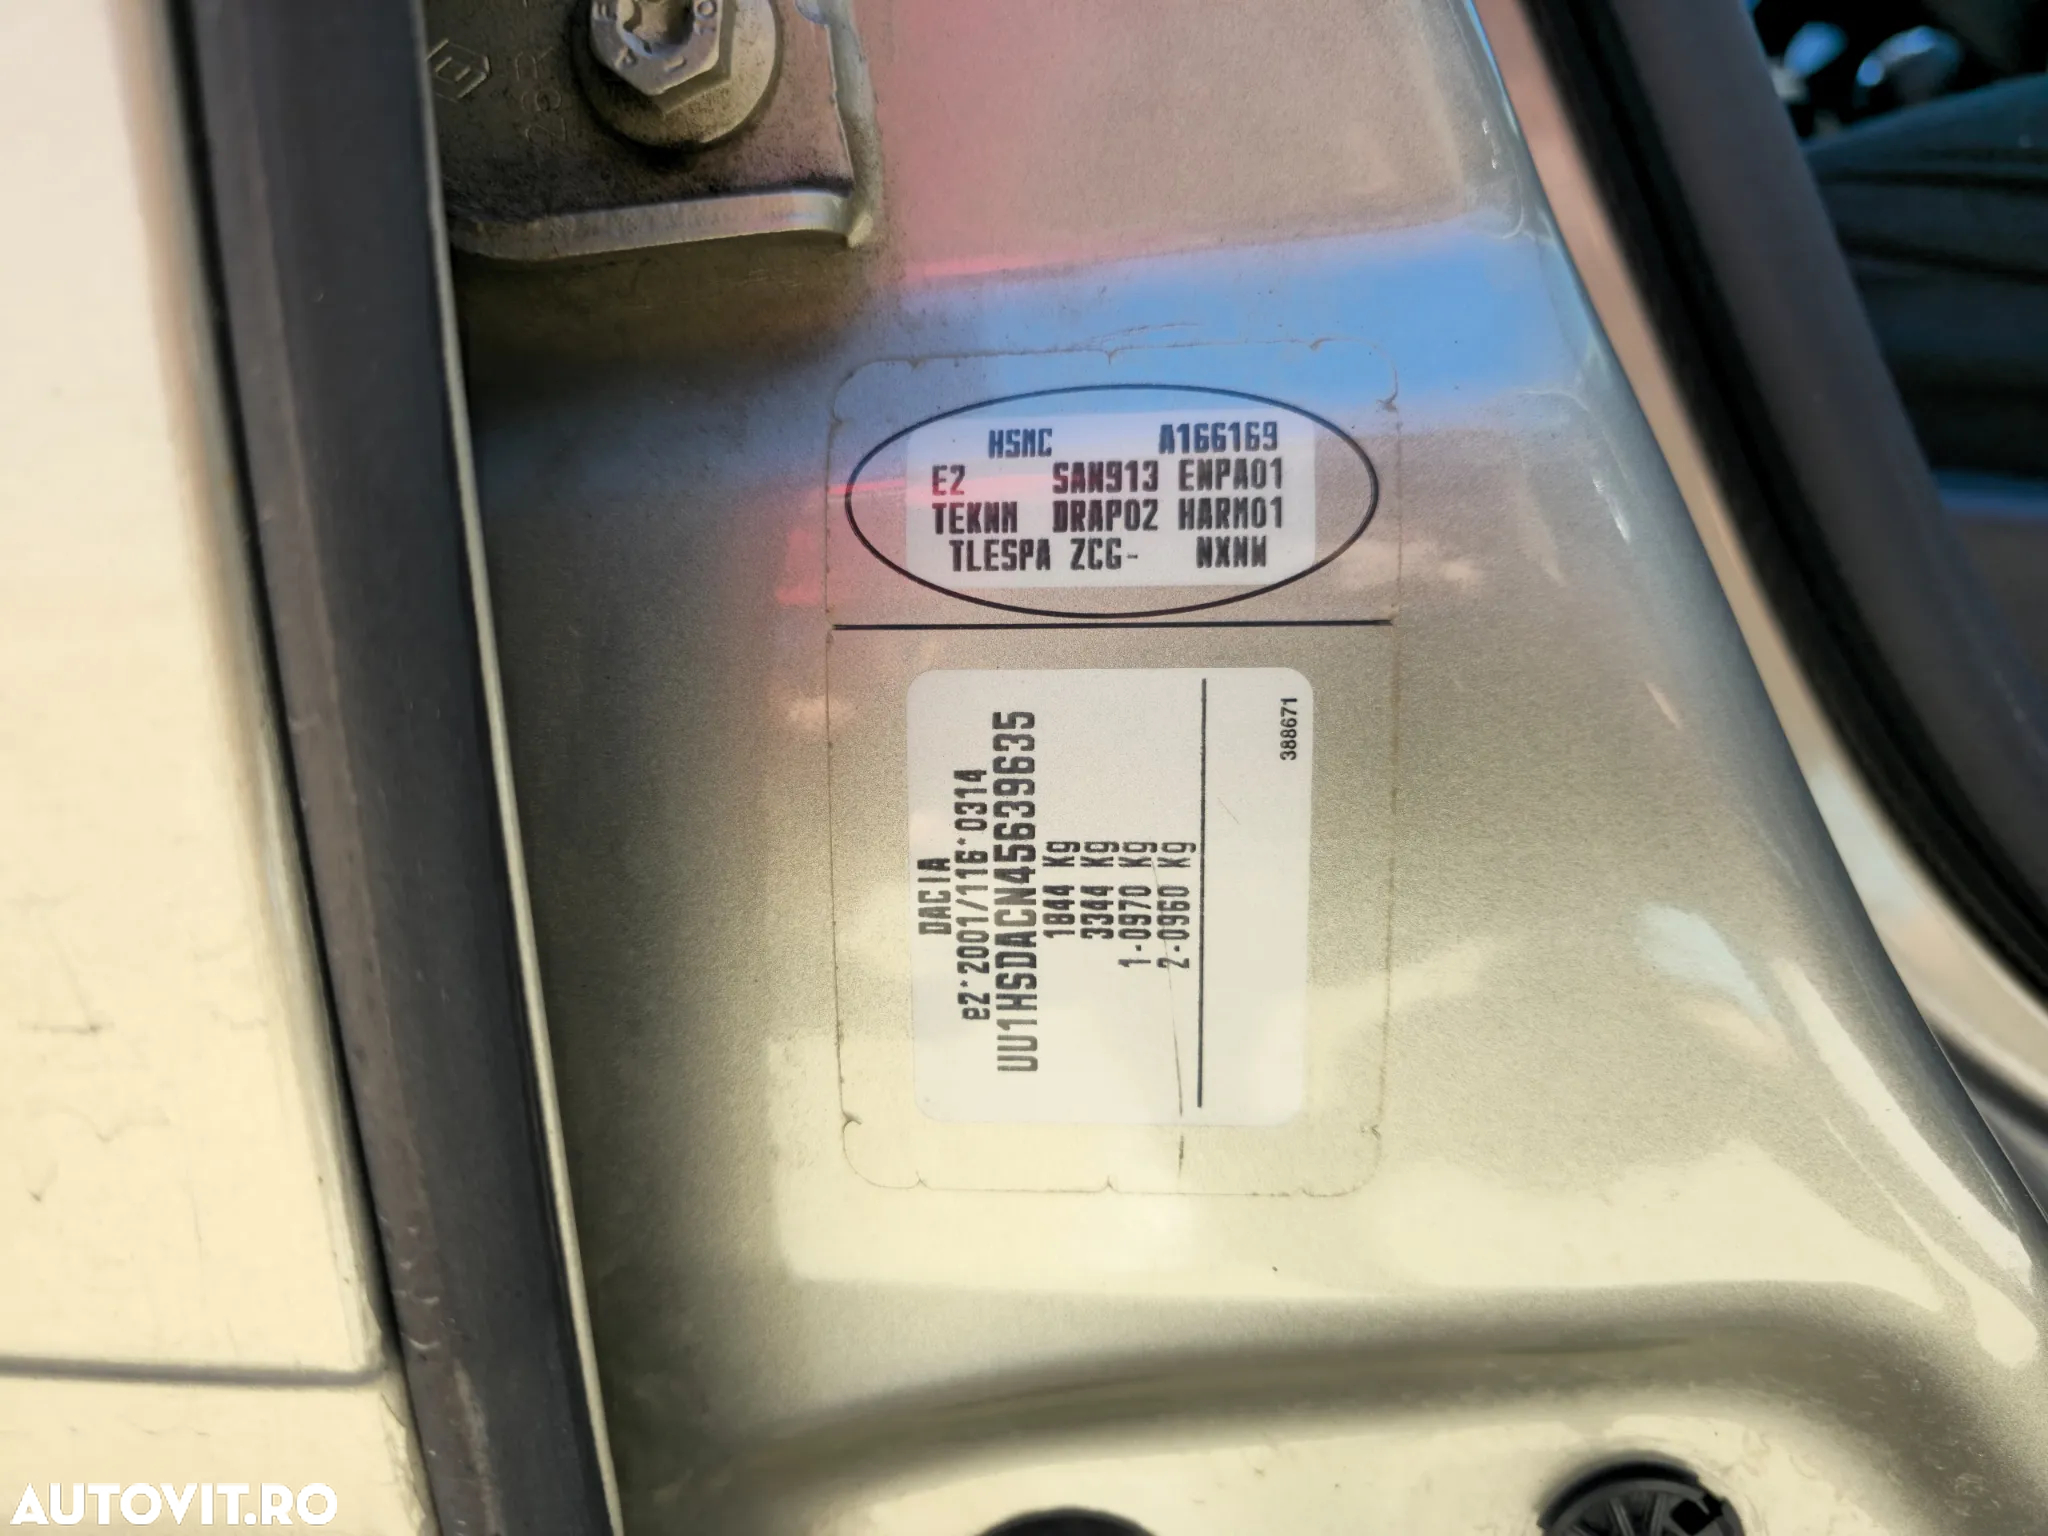 HSMC A166169
E2 SAN913 ENPA01
TEKNM DRAP02 HARM01
TLESPA ZCG- NXNW
DACIA
e2*2001/116*0314
UU1HSDACN45639635
1844 Kg
3344 Kg
1-0970 Kg
2-0960 Kg
388671
AUTOVIT.RO